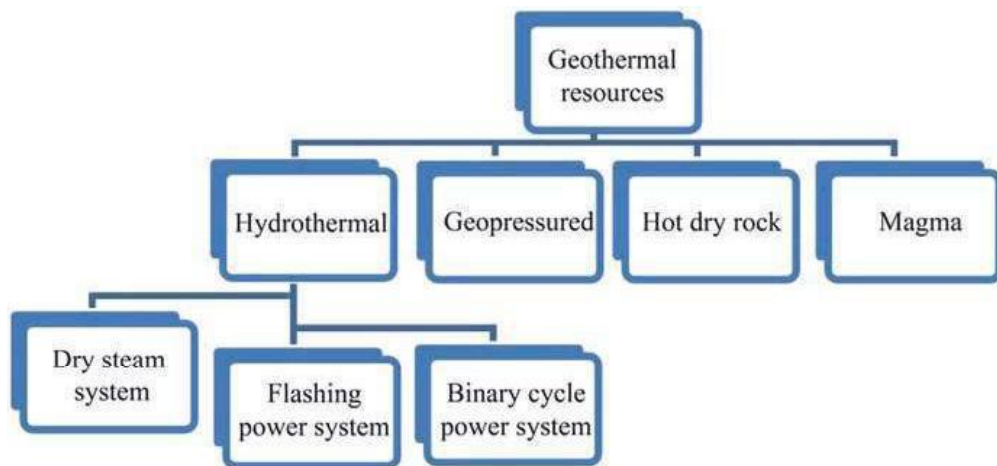 Geothermal
resources
Hydrothermal
Geopressured
Hot dry rock
Magma
Dry steam
system
Flashing
power system
Binary cycle
power system